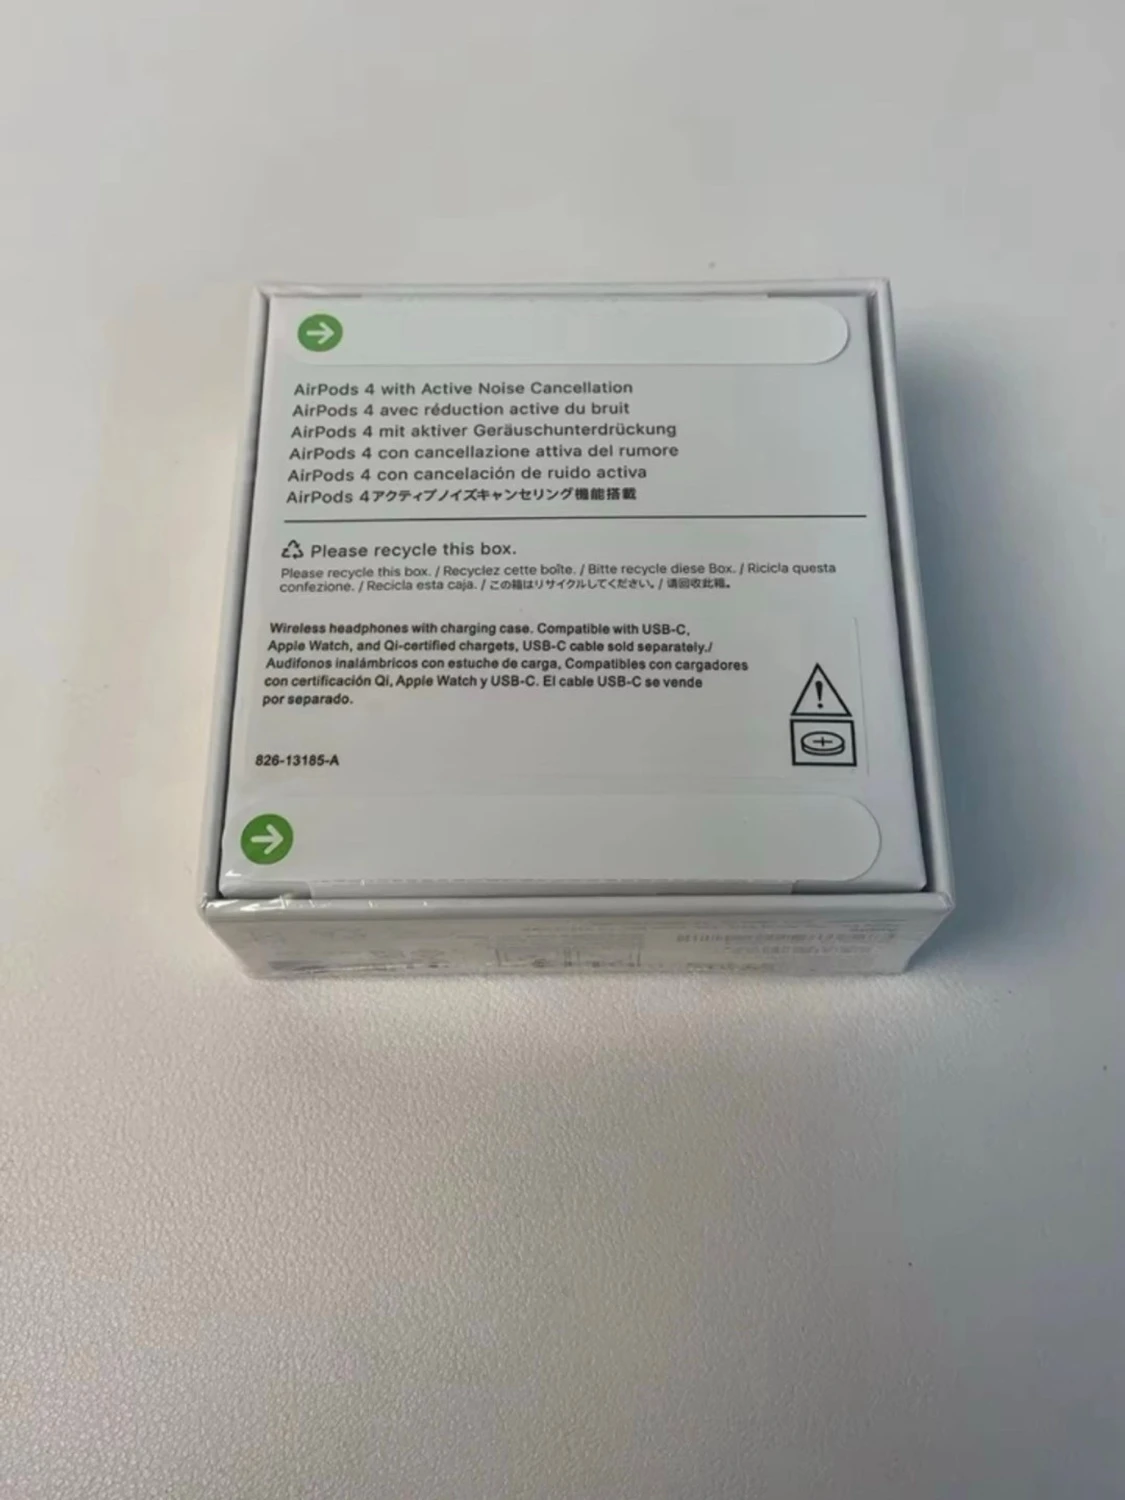 AirPods 4 with Active Noise Cancellation
AirPods 4 avec réduction active du bruit
AirPods 4 mit aktiver Geräuschunterdrückung
AirPods 4 con cancellazione attiva del rumore
AirPods 4 con cancelación de ruido activa
AirPods 4アクティブノイズキャンセリング機能搭載
Please recycle this box.
Please recycle this box. / Recyclez cette boîte. / Bitte recycle diese Box. / Ricicla questa
confezione. / Recicla esta caja. / この箱はリサイクルしてください。/ 请回收此箱。
Wireless headphones with charging case. Compatible with USB-C,
Apple Watch, and Qi-certified chargets, USB-C cable sold separately./
Audifonos inalámbricos con estuche de carga, Compatibles con cargadores
con certificación Qi, Apple Watch y USB-C. El cable USB-C se vende
por separado.
826-13185-A